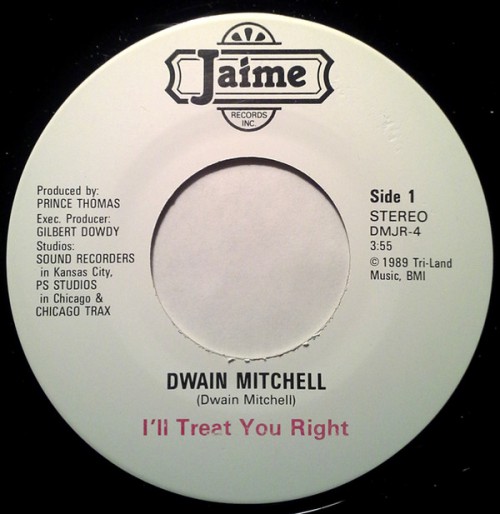 Jaime
RECORDS
INC.
Produced by:
PRINCE THOMAS
Exec. Producer:
GILBERT DOWDY
Studios:
SOUND RECORDERS
in Kansas City,
PS STUDIOS
in Chicago &
CHICAGO TRAX
Side 1
STEREO
DMJR-4
3:55
© 1989 Tri-Land
Music, BMI
DWAIN MITCHELL
(Dwain Mitchell)
I'll Treat You Right